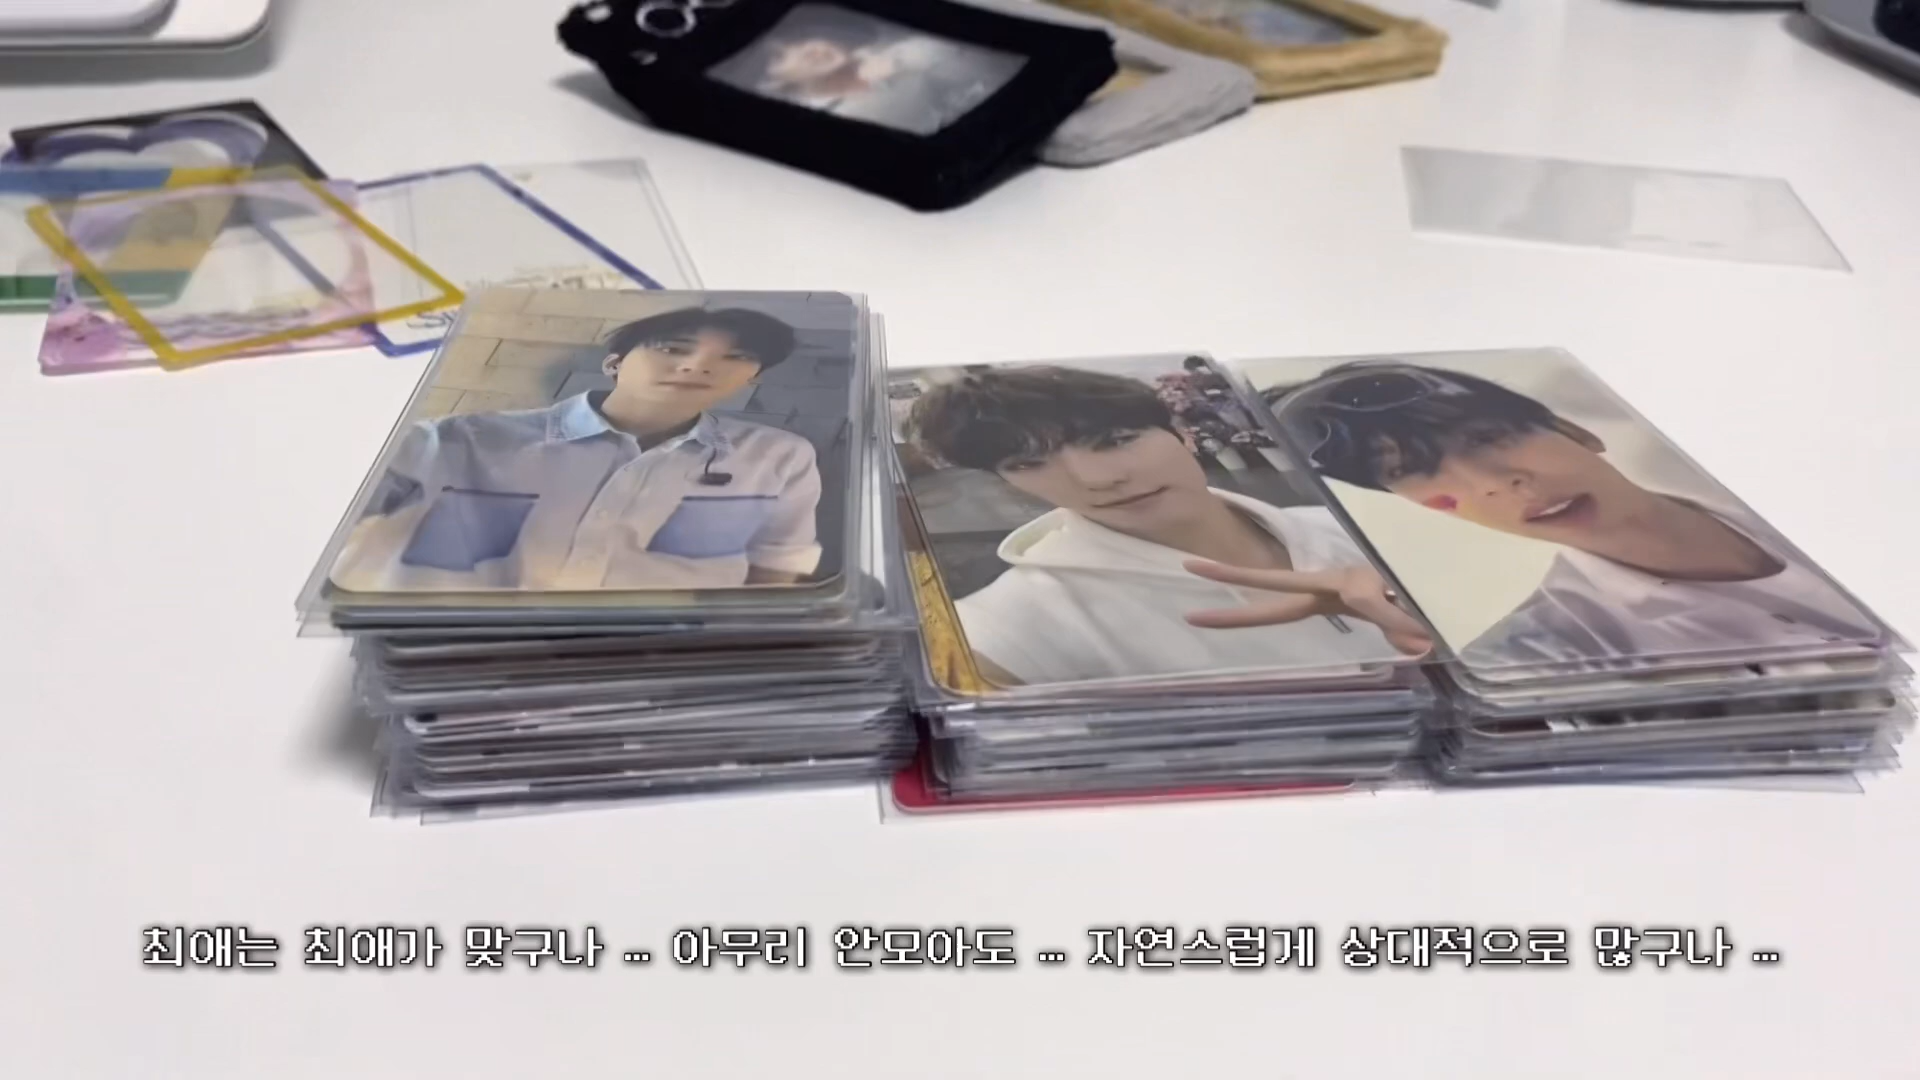 최애는 최애가 맞구나 ... 아무리 안모아도 ... 자연스럽게 상대적으로 많구나 ...